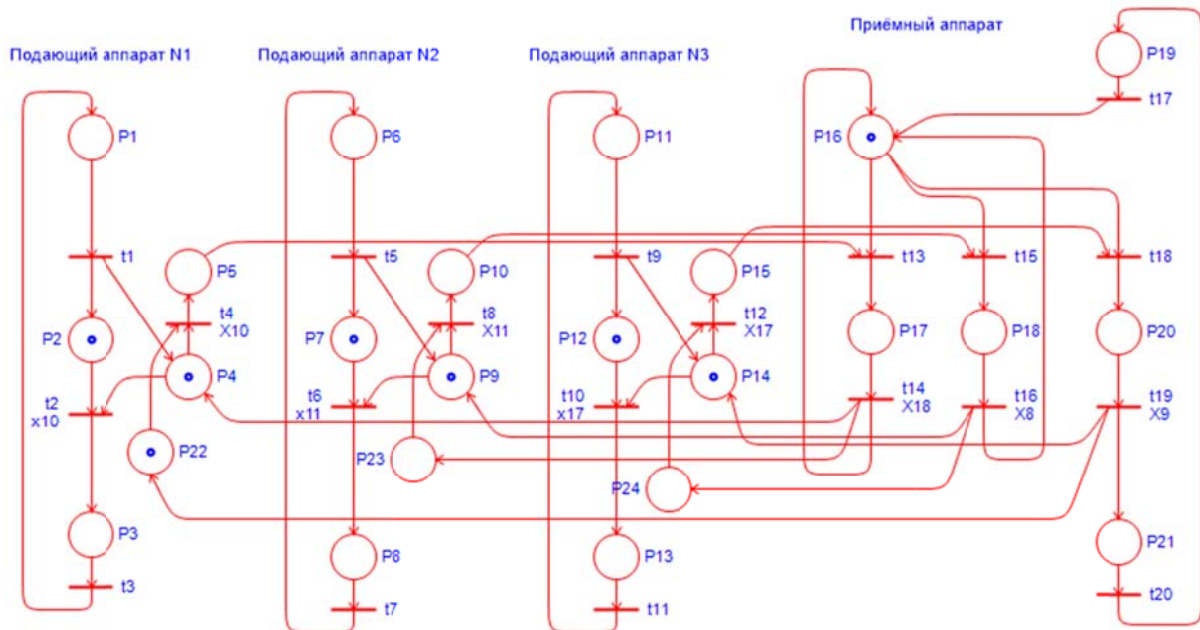 Приёмный аппарат
Подающий аппарат N1
Подающий аппарат N2
Подающий аппарат N3
P19
t17
P1
P6
P11
P16
t1
P5
t5
P10
t9
P15
t13
t15
t18
P2
t4
X10
P7
t8
X11
P12
t12
X17
P17
P18
P20
P4
P9
P14
t2
x10
t6
x11
t10
x17
t14
X18
t16
X8
t19
X9
P22
P23
P24
P3
P8
P13
P21
t3
t7
t11
t20